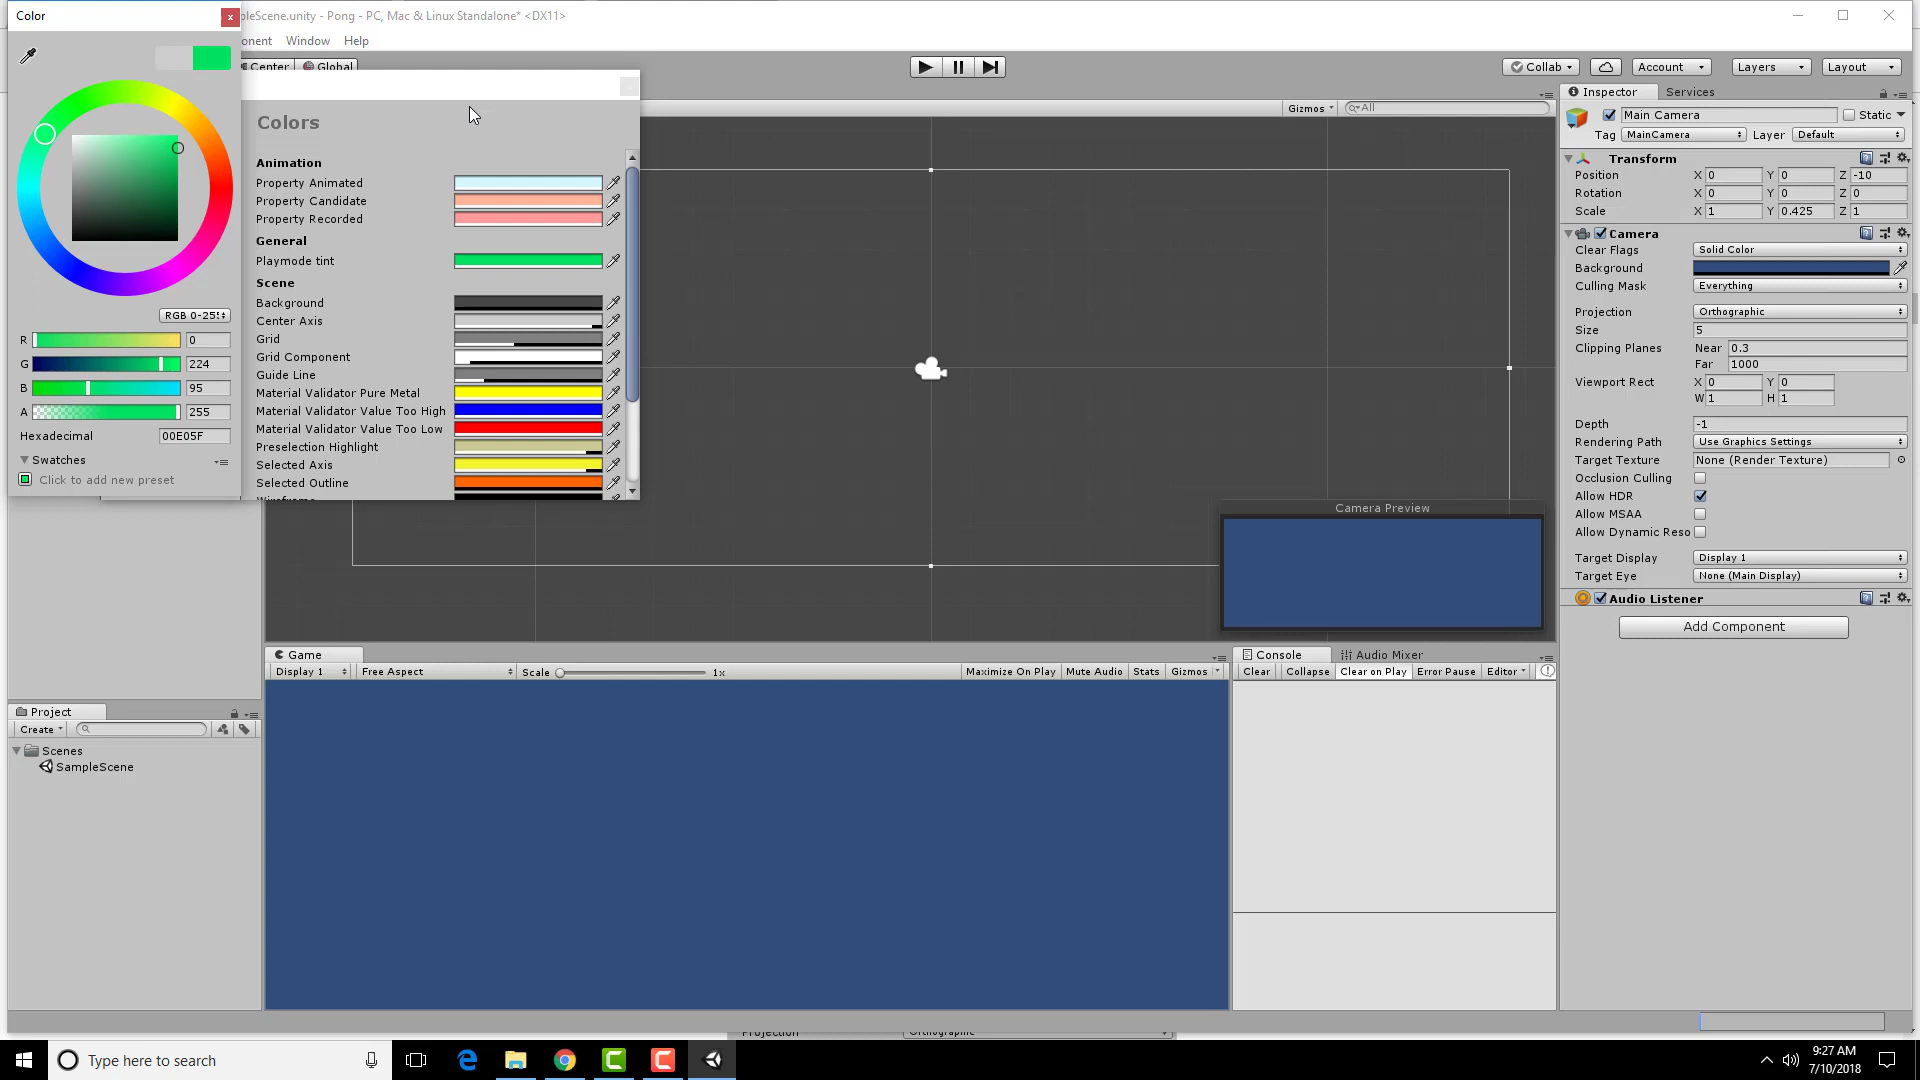 Color
x
leScene.unity - Pong - PC, Mac & Linux Standalone* <DX11>
onent Window Help
Center Global
Collab
Account
Layers
Layout
Colors
Animation
Property Animated
Property Candidate
Property Recorded
General
Playmode tint
Scene
Background
Center Axis
Grid
Grid Component
Guide Line
Material Validator Pure Metal
Material Validator Value Too High
Material Validator Value Too Low
Preselection Highlight
Selected Axis
Selected Outline
Wireframe
RGB 0-255
R 0
G 224
B 95
A 255
Hexadecimal 00E05F
Swatches
Click to add new preset
Gizmos All
Camera Preview
Inspector Services
Main Camera Static
Tag MainCamera Layer Default
Transform
Position X 0 Y 0 Z -10
Rotation X 0 Y 0 Z 0
Scale X 1 Y 0.425 Z 1
Camera
Clear Flags Solid Color
Background
Culling Mask Everything
Projection Orthographic
Size 5
Clipping Planes Near 0.3
Far 1000
Viewport Rect X 0 Y 0
W 1 H 1
Depth -1
Rendering Path Use Graphics Settings
Target Texture None (Render Texture)
Occlusion Culling
Allow HDR
Allow MSAA
Allow Dynamic Reso
Target Display Display 1
Target Eye None (Main Display)
Audio Listener
Add Component
Game
Display 1 Free Aspect Scale 1x Maximize On Play Mute Audio Stats Gizmos
Console Audio Mixer
Clear Collapse Clear on Play Error Pause Editor
Project
Create
Scenes
SampleScene
Projection Orthographic
Type here to search
9:27 AM
7/10/2018